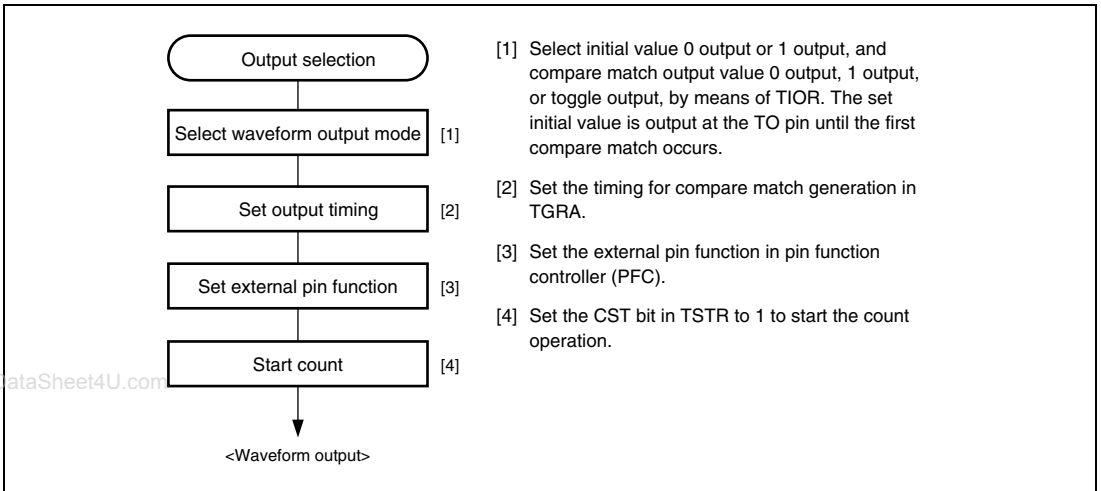 Output selection
Select waveform output mode [1]
Set output timing [2]
Set external pin function [3]
Start count [4]
<Waveform output>
[1] Select initial value 0 output or 1 output, and
compare match output value 0 output, 1 output,
or toggle output, by means of TIOR. The set
initial value is output at the TO pin until the first
compare match occurs.
[2] Set the timing for compare match generation in
TGRA.
[3] Set the external pin function in pin function
controller (PFC).
[4] Set the CST bit in TSTR to 1 to start the count
operation.
ataSheet4U.com